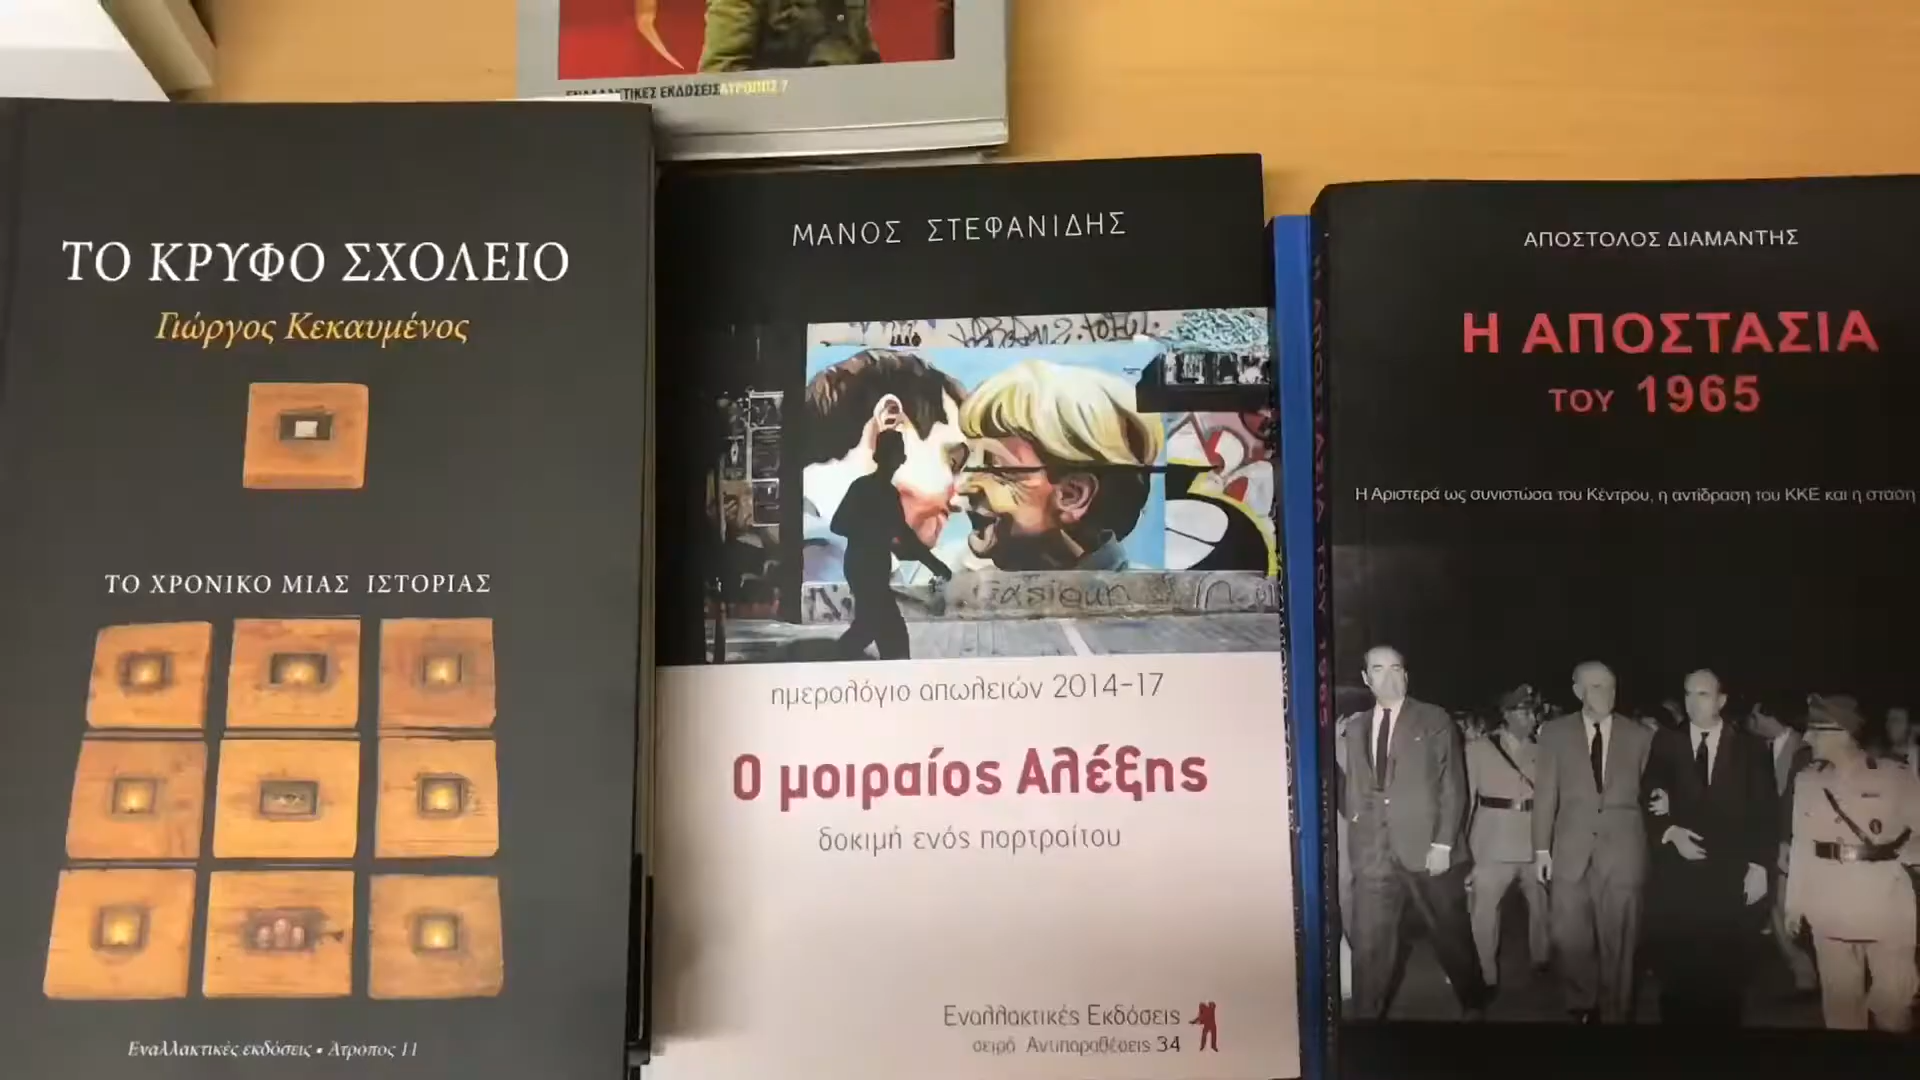 ΕΚΔΟΣΕΙΣ ΑΤΡΟΠΟΣ 7
ΤΟ ΚΡΥΦΟ ΣΧΟΛΕΙΟ
Γιώργος Κεκαυμένος
ΤΟ ΧΡΟΝΙΚΟ ΜΙΑΣ ΙΣΤΟΡΙΑΣ
Εναλλακτικές εκδόσεις • Άτροπος 11
ΜΑΝΟΣ ΣΤΕΦΑΝΙΔΗΣ
ημερολόγιο απωλειών 2014-17
Ο μοιραίος Αλέξης
δοκιμή ενός πορτραίτου
Εναλλακτικές Εκδόσεις
σειρά Αντιπαραθέσεις 34
ΑΠΟΣΤΟΛΟΣ ΔΙΑΜΑΝΤΗΣ
Η ΑΠΟΣΤΑΣΙΑ
ΤΟΥ 1965
Η Αριστερά ως συνιστώσα του Κέντρου, η αντίδραση του ΚΚΕ και η στάση